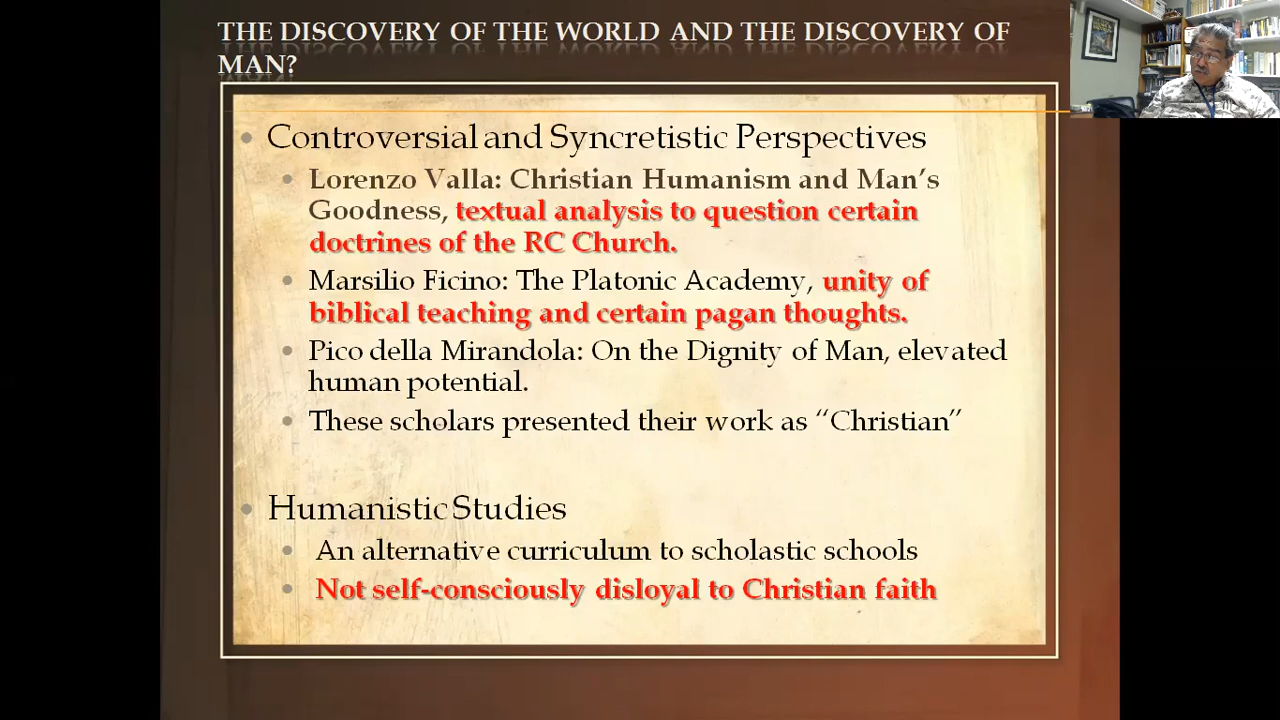 THE DISCOVERY OF THE WORLD AND THE DISCOVERY OF
MAN?
• Controversial and Syncretistic Perspectives
• Lorenzo Valla: Christian Humanism and Man’s
Goodness, textual analysis to question certain
doctrines of the RC Church.
• Marsilio Ficino: The Platonic Academy, unity of
biblical teaching and certain pagan thoughts.
• Pico della Mirandola: On the Dignity of Man, elevated
human potential.
• These scholars presented their work as “Christian”
• Humanistic Studies
• An alternative curriculum to scholastic schools
• Not self-consciously disloyal to Christian faith